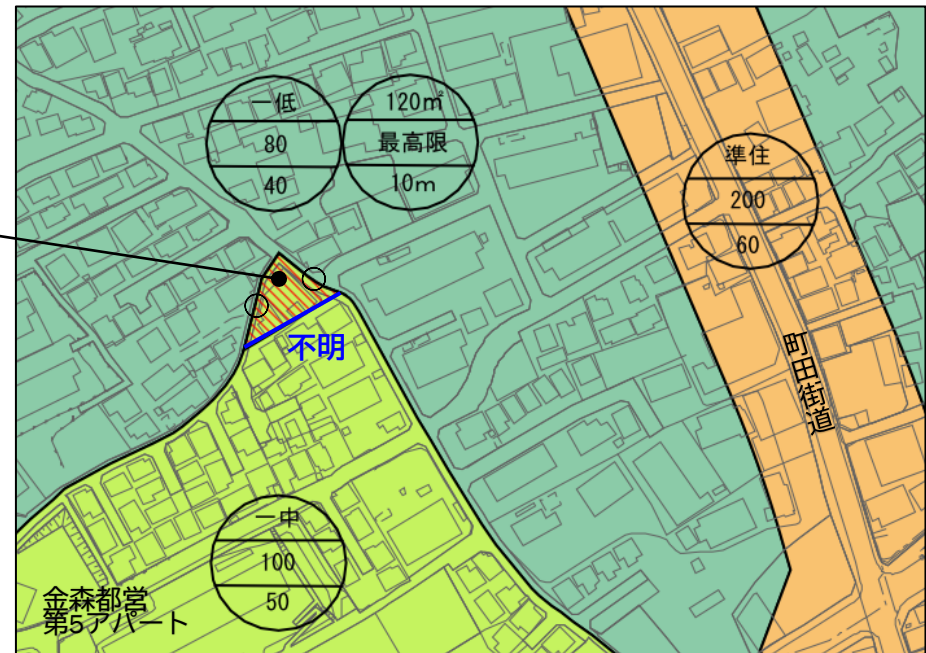 一低
80
40
120㎡
最高限
10m
準住
200
60
不明
町田街道
一中
100
50
金森都営
第5アパート